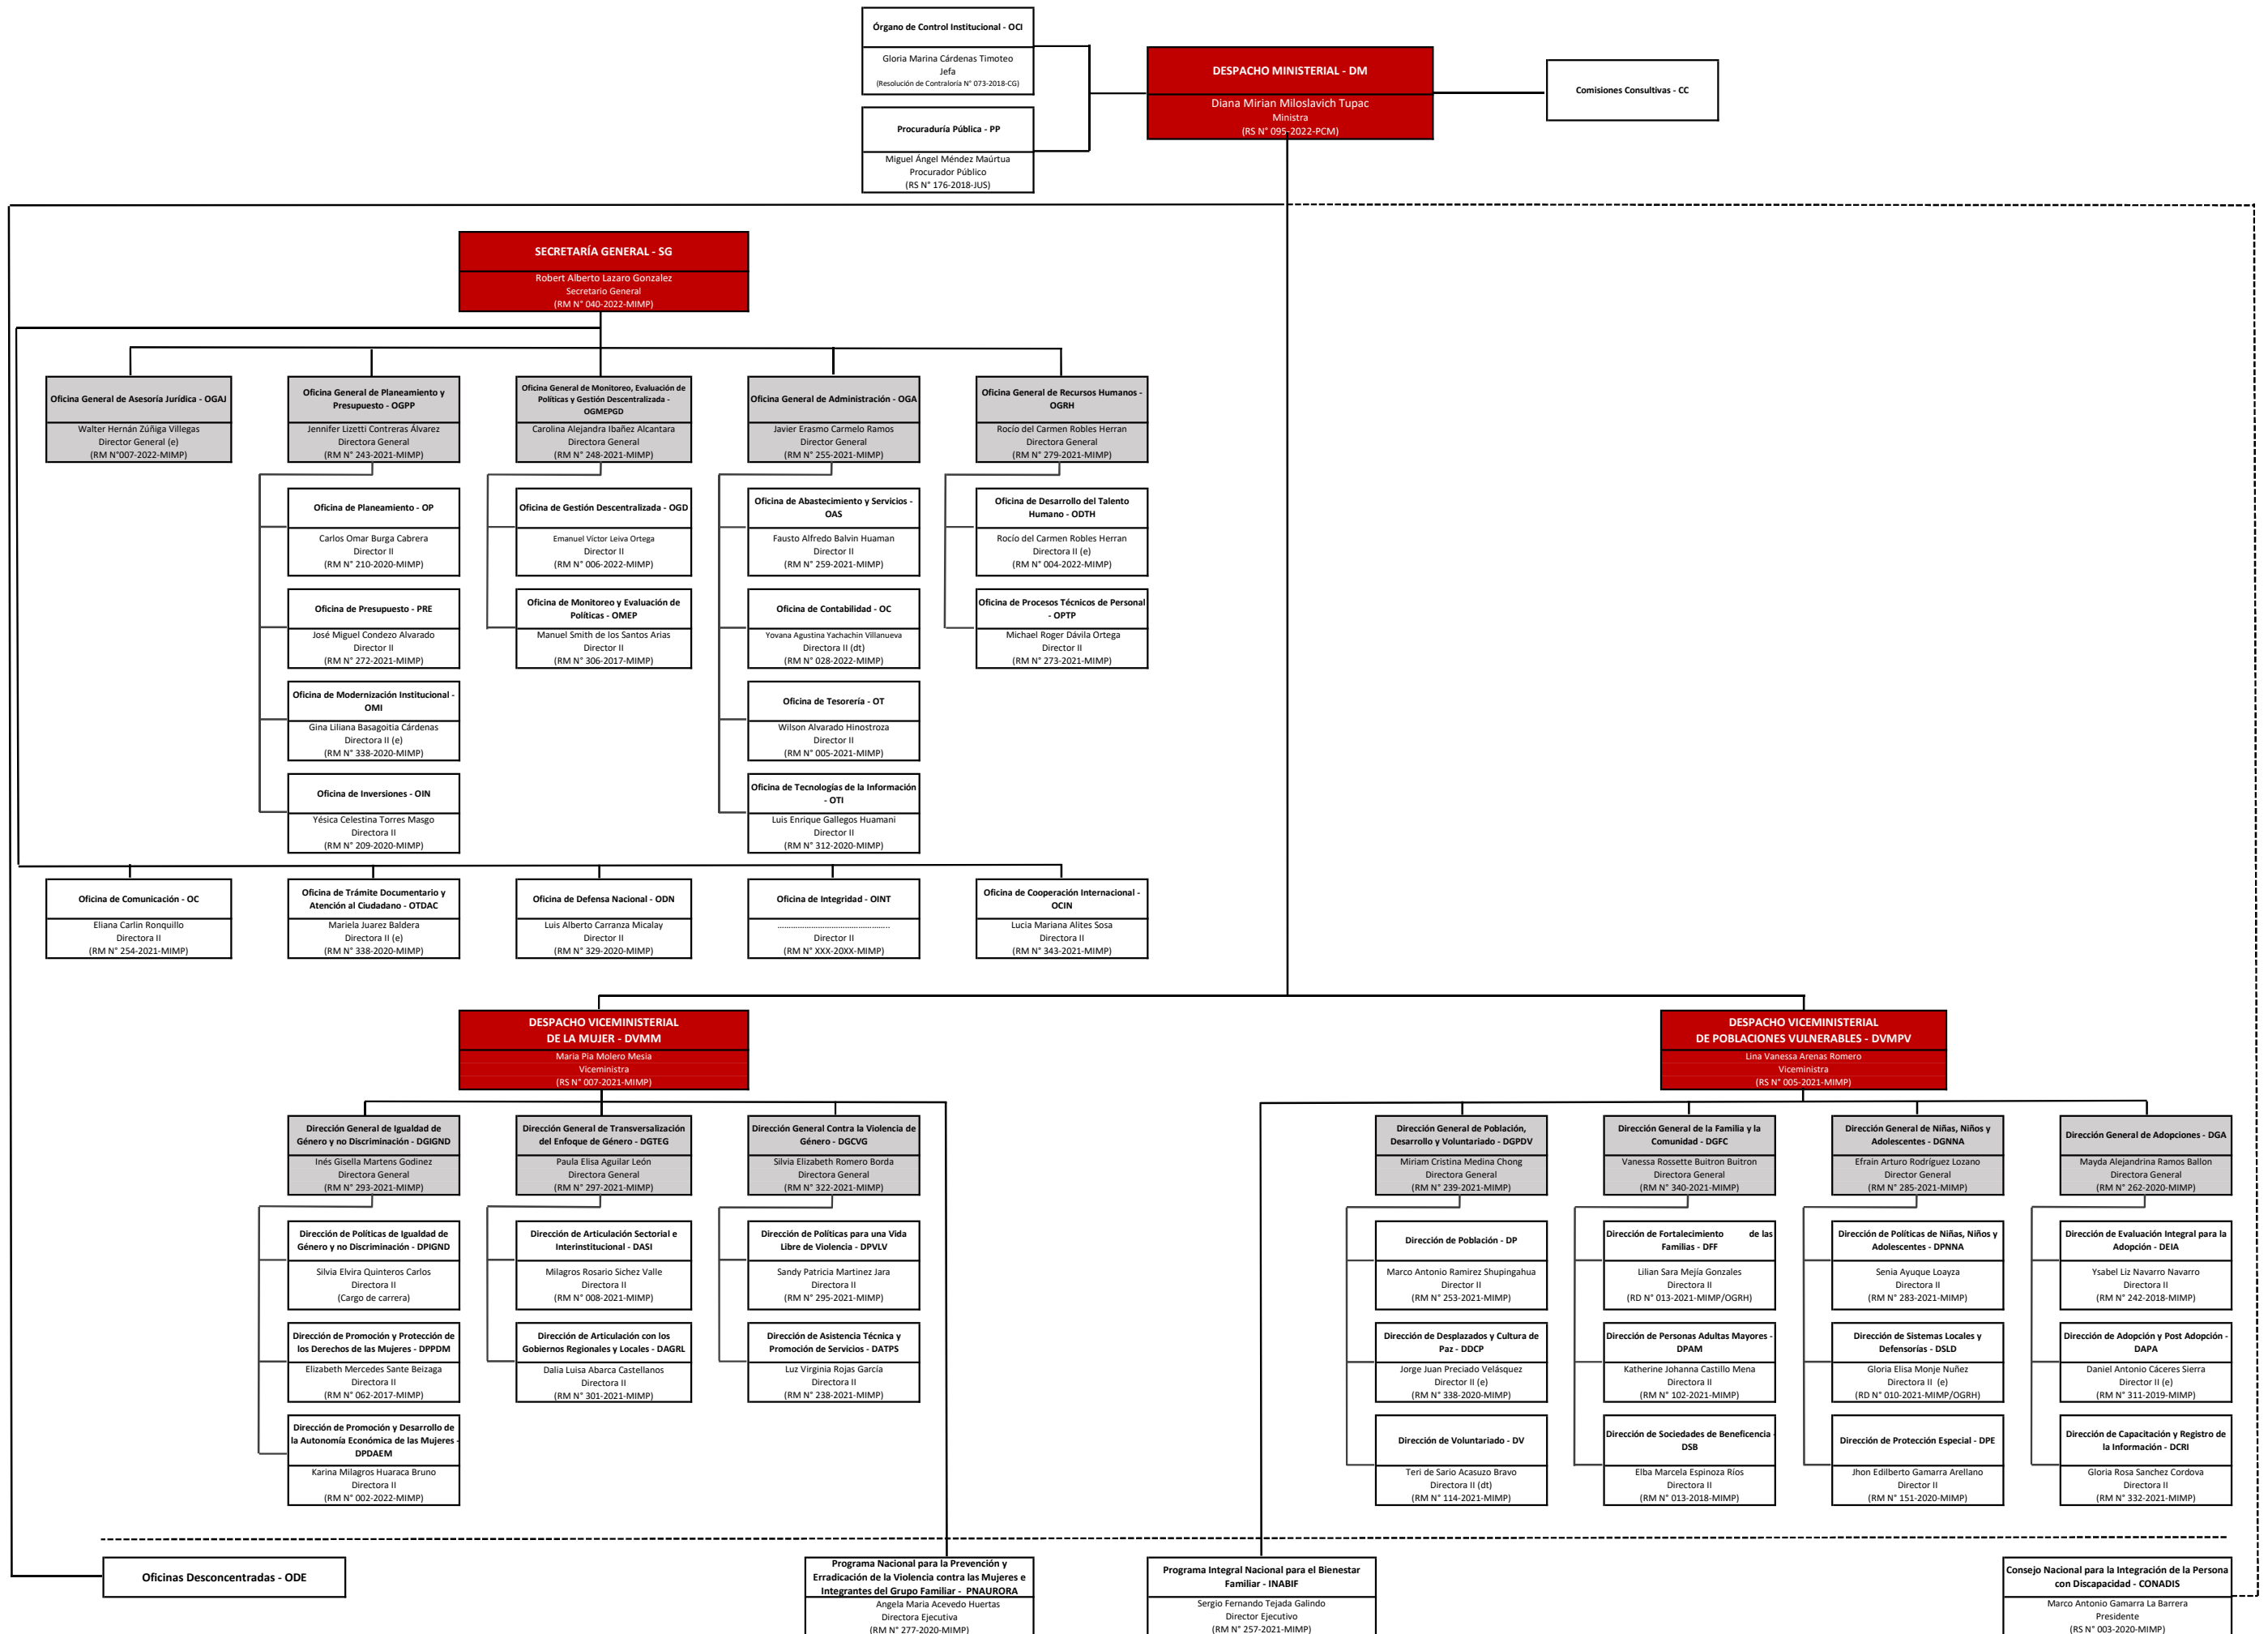 Órgano de Control Institucional - OCI
Gloria Marina Cárdenas Timoteo
Jefa
(Resolución de Contraloría N° 073-2018-CG)
DESPACHO MINISTERIAL - DM
Diana Mirian Miloslavich Tupac
Ministra
(RS N° 095-2022-PCM)
Comisiones Consultivas - CC
Procuraduría Pública - PP
Miguel Ángel Méndez Maúrtua
Procurador Público
(RS N° 176-2018-JUS)
SECRETARÍA GENERAL - SG
Robert Alberto Lazaro Gonzalez
Secretario General
(RM N° 040-2022-MIMP)
Oficina General de Asesoría Jurídica - OGAJ
Walter Hernán Zúñiga Villegas
Director General (e)
(RM N°007-2022-MIMP)
Oficina General de Planeamiento y
Presupuesto - OGPP
Jennifer Lizetti Contreras Álvarez
Directora General
(RM N° 243-2021-MIMP)
Oficina General de Monitoreo, Evaluación de
Políticas y Gestión Descentralizada -
OGMEPGD
Carolina Alejandra Ibañez Alcantara
Directora General
(RM N° 248-2021-MIMP)
Oficina General de Administración - OGA
Javier Erasmo Carmelo Ramos
Director General
(RM N° 255-2021-MIMP)
Oficina General de Recursos Humanos -
OGRH
Rocío del Carmen Robles Herran
Directora General
(RM N° 279-2021-MIMP)
Oficina de Planeamiento - OP
Carlos Omar Burga Cabrera
Director II
(RM N° 210-2020-MIMP)
Oficina de Gestión Descentralizada - OGD
Emanuel Víctor Leiva Ortega
Director II
(RM N° 006-2022-MIMP)
Oficina de Abastecimiento y Servicios -
OAS
Fausto Alfredo Balvin Huaman
Director II
(RM N° 259-2021-MIMP)
Oficina de Desarrollo del Talento
Humano - ODTH
Rocío del Carmen Robles Herran
Directora II (e)
(RM N° 004-2022-MIMP)
Oficina de Presupuesto - PRE
José Miguel Condezo Alvarado
Director II
(RM N° 272-2021-MIMP)
Oficina de Monitoreo y Evaluación de
Políticas - OMEP
Manuel Smith de los Santos Arias
Director II
(RM N° 306-2017-MIMP)
Oficina de Contabilidad - OC
Yovana Agustina Yachachin Villanueva
Directora II (dt)
(RM N° 028-2022-MIMP)
Oficina de Procesos Técnicos de Personal
- OPTP
Michael Roger Dávila Ortega
Director II
(RM N° 273-2021-MIMP)
Oficina de Modernización Institucional -
OMI
Gina Liliana Basagoitia Cárdenas
Directora II (e)
(RM N° 338-2020-MIMP)
Oficina de Tesorería - OT
Wilson Alvarado Hinostroza
Director II
(RM N° 005-2021-MIMP)
Oficina de Inversiones - OIN
Yésica Celestina Torres Masgo
Directora II
(RM N° 209-2020-MIMP)
Oficina de Tecnologías de la Información
- OTI
Luis Enrique Gallegos Huamani
Director II
(RM N° 312-2020-MIMP)
Oficina de Comunicación - OC
Eliana Carlin Ronquillo
Directora II
(RM N° 254-2021-MIMP)
Oficina de Trámite Documentario y
Atención al Ciudadano - OTDAC
Mariela Juarez Baldera
Directora II (e)
(RM N° 338-2020-MIMP)
Oficina de Defensa Nacional - ODN
Luis Alberto Carranza Micalay
Director II
(RM N° 329-2020-MIMP)
Oficina de Integridad - OINT
.............................................
Director II
(RM N° XXX-20XX-MIMP)
Oficina de Cooperación Internacional -
OCIN
Lucia Mariana Alites Sosa
Directora II
(RM N° 343-2021-MIMP)
DESPACHO VICEMINISTERIAL
DE LA MUJER - DVMM
Maria Pia Molero Mesia
Viceministra
(RS N° 007-2021-MIMP)
DESPACHO VICEMINISTERIAL
DE POBLACIONES VULNERABLES - DVMPV
Lina Vanessa Arenas Romero
Viceministra
(RS N° 005-2021-MIMP)
Dirección General de Igualdad de
Género y no Discriminación - DGIGND
Inés Gisella Martens Godinez
Directora General
(RM N° 293-2021-MIMP)
Dirección General de Transversalización
del Enfoque de Género - DGTEG
Paula Elisa Aguilar León
Directora General
(RM N° 297-2021-MIMP)
Dirección General Contra la Violencia de
Género - DGCVG
Silvia Elizabeth Romero Borda
Directora General
(RM N° 322-2021-MIMP)
Dirección General de Población,
Desarrollo y Voluntariado - DGPDV
Miriam Cristina Medina Chong
Directora General
(RM N° 239-2021-MIMP)
Dirección General de la Familia y la
Comunidad - DGFC
Vanessa Rossette Buitron Buitron
Directora General
(RM N° 340-2021-MIMP)
Dirección General de Niñas, Niños y
Adolescentes - DGNNA
Efrain Arturo Rodríguez Lozano
Director General
(RM N° 285-2021-MIMP)
Dirección General de Adopciones - DGA
Mayda Alejandrina Ramos Ballon
Directora General
(RM N° 262-2020-MIMP)
Dirección de Políticas de Igualdad de
Género y no Discriminación - DPIGND
Silvia Elvira Quinteros Carlos
Directora II
(Cargo de carrera)
Dirección de Articulación Sectorial e
Interinstitucional - DASI
Milagros Rosario Sichez Valle
Directora II
(RM N° 008-2021-MIMP)
Dirección de Políticas para una Vida
Libre de Violencia - DPVLV
Sandy Patricia Martinez Jara
Directora II
(RM N° 295-2021-MIMP)
Dirección de Población - DP
Marco Antonio Ramirez Shupingahua
Director II
(RM N° 253-2021-MIMP)
Dirección de Fortalecimiento de las
Familias - DFF
Lilian Sara Mejía Gonzales
Directora II
(RD N° 013-2021-MIMP/OGRH)
Dirección de Políticas de Niñas, Niños y
Adolescentes - DPNNA
Senia Ayuque Loayza
Directora II
(RM N° 283-2021-MIMP)
Dirección de Evaluación Integral para la
Adopción - DEIA
Ysabel Liz Navarro Navarro
Directora II
(RM N° 242-2018-MIMP)
Dirección de Promoción y Protección de
los Derechos de las Mujeres - DPPDM
Elizabeth Mercedes Sante Beizaga
Directora II
(RM N° 062-2017-MIMP)
Dirección de Articulación con los
Gobiernos Regionales y Locales - DAGRL
Dalia Luisa Abarca Castellanos
Directora II
(RM N° 301-2021-MIMP)
Dirección de Asistencia Técnica y
Promoción de Servicios - DATPS
Luz Virginia Rojas García
Directora II
(RM N° 238-2021-MIMP)
Dirección de Desplazados y Cultura de
Paz - DDCP
Jorge Juan Preciado Velásquez
Director II (e)
(RM N° 338-2020-MIMP)
Dirección de Personas Adultas Mayores -
DPAM
Katherine Johanna Castillo Mena
Directora II
(RM N° 102-2021-MIMP)
Dirección de Sistemas Locales y
Defensorías - DSLD
Gloria Elisa Monje Nuñez
Directora II (e)
(RD N° 010-2021-MIMP/OGRH)
Dirección de Adopción y Post Adopción -
DAPA
Daniel Antonio Cáceres Sierra
Director II (e)
(RM N° 311-2019-MIMP)
Dirección de Promoción y Desarrollo de
la Autonomía Económica de las Mujeres -
DPDAEM
Karina Milagros Huaraca Bruno
Directora II
(RM N° 002-2022-MIMP)
Dirección de Voluntariado - DV
Teri de Sario Acasuzo Bravo
Directora II (dt)
(RM N° 114-2021-MIMP)
Dirección de Sociedades de Beneficencia -
DSB
Elba Marcela Espinoza Ríos
Directora II
(RM N° 013-2018-MIMP)
Dirección de Protección Especial - DPE
Jhon Edilberto Gamarra Arellano
Director II
(RM N° 151-2020-MIMP)
Dirección de Capacitación y Registro de
la Información - DCRI
Gloria Rosa Sanchez Cordova
Directora II
(RM N° 332-2021-MIMP)
Oficinas Desconcentradas - ODE
Programa Nacional para la Prevención y
Erradicación de la Violencia contra las Mujeres e
Integrantes del Grupo Familiar - PNAURORA
Angela Maria Acevedo Huertas
Directora Ejecutiva
(RM N° 277-2020-MIMP)
Programa Integral Nacional para el Bienestar
Familiar - INABIF
Sergio Fernando Tejada Galindo
Director Ejecutivo
(RM N° 257-2021-MIMP)
Consejo Nacional para la Integración de la Persona
con Discapacidad - CONADIS
Marco Antonio Gamarra La Barrera
Presidente
(RS N° 003-2020-MIMP)